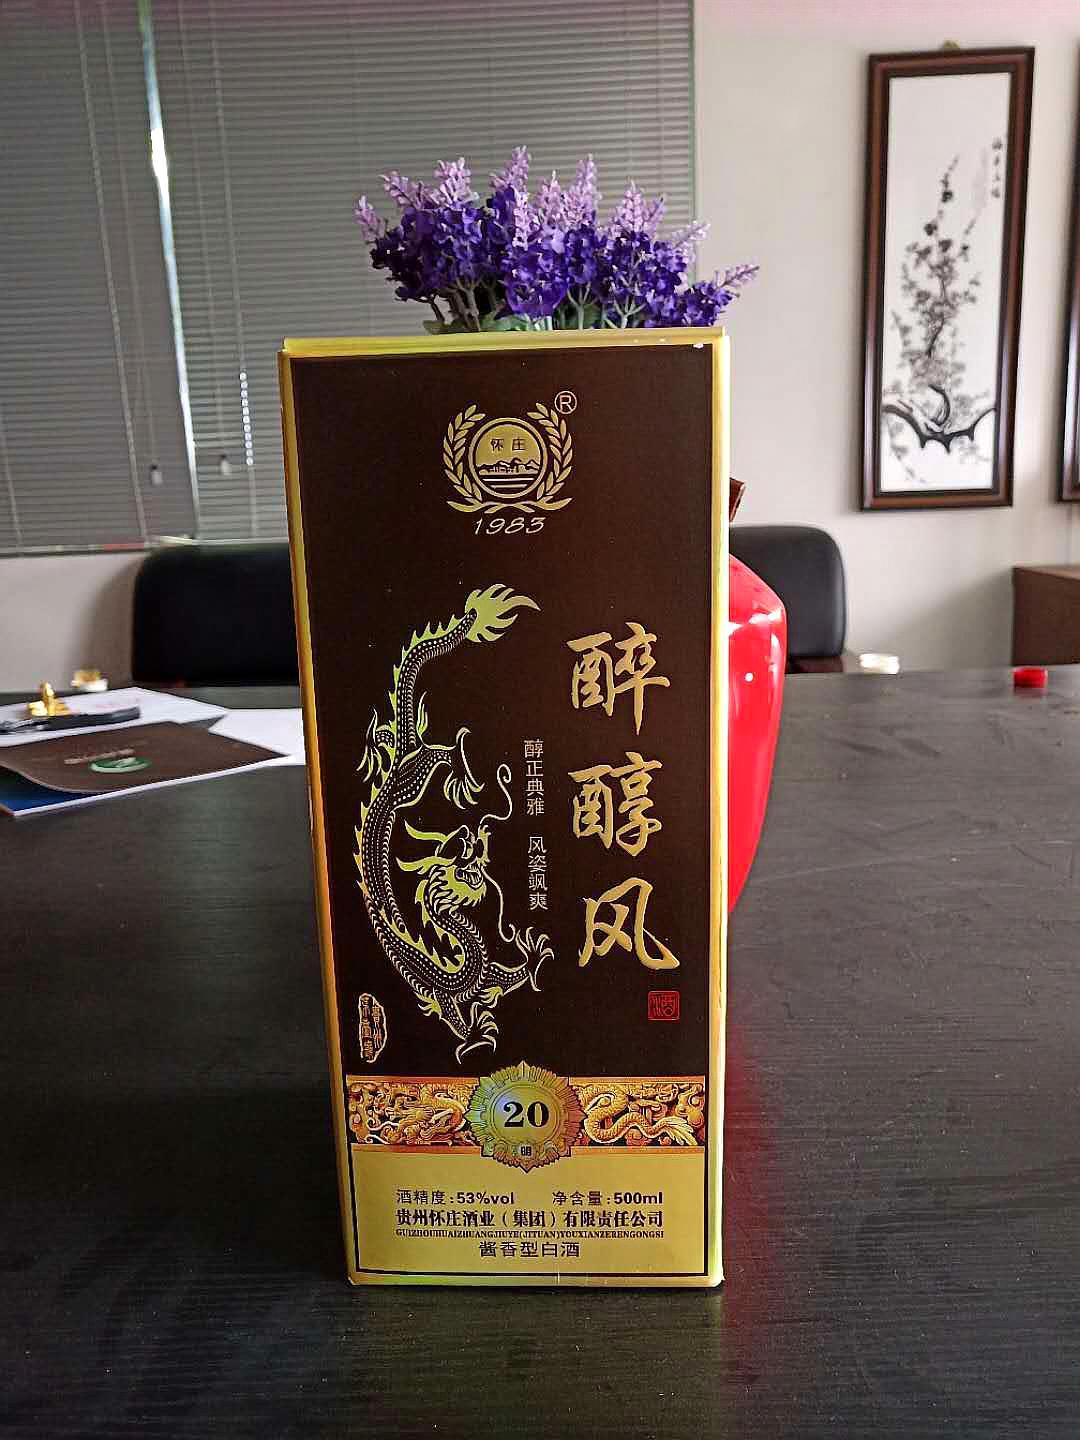 怀庄
®
1983
醉醇风
醇正典雅 风姿飒爽
酒
20
明
酒精度:53%vol 净含量:500ml
贵州怀庄酒业（集团）有限责任公司
GUIZHOUHUAIZHUANGJIUYE(JITUAN)YOUXIANZERENGONGSI
酱香型白酒